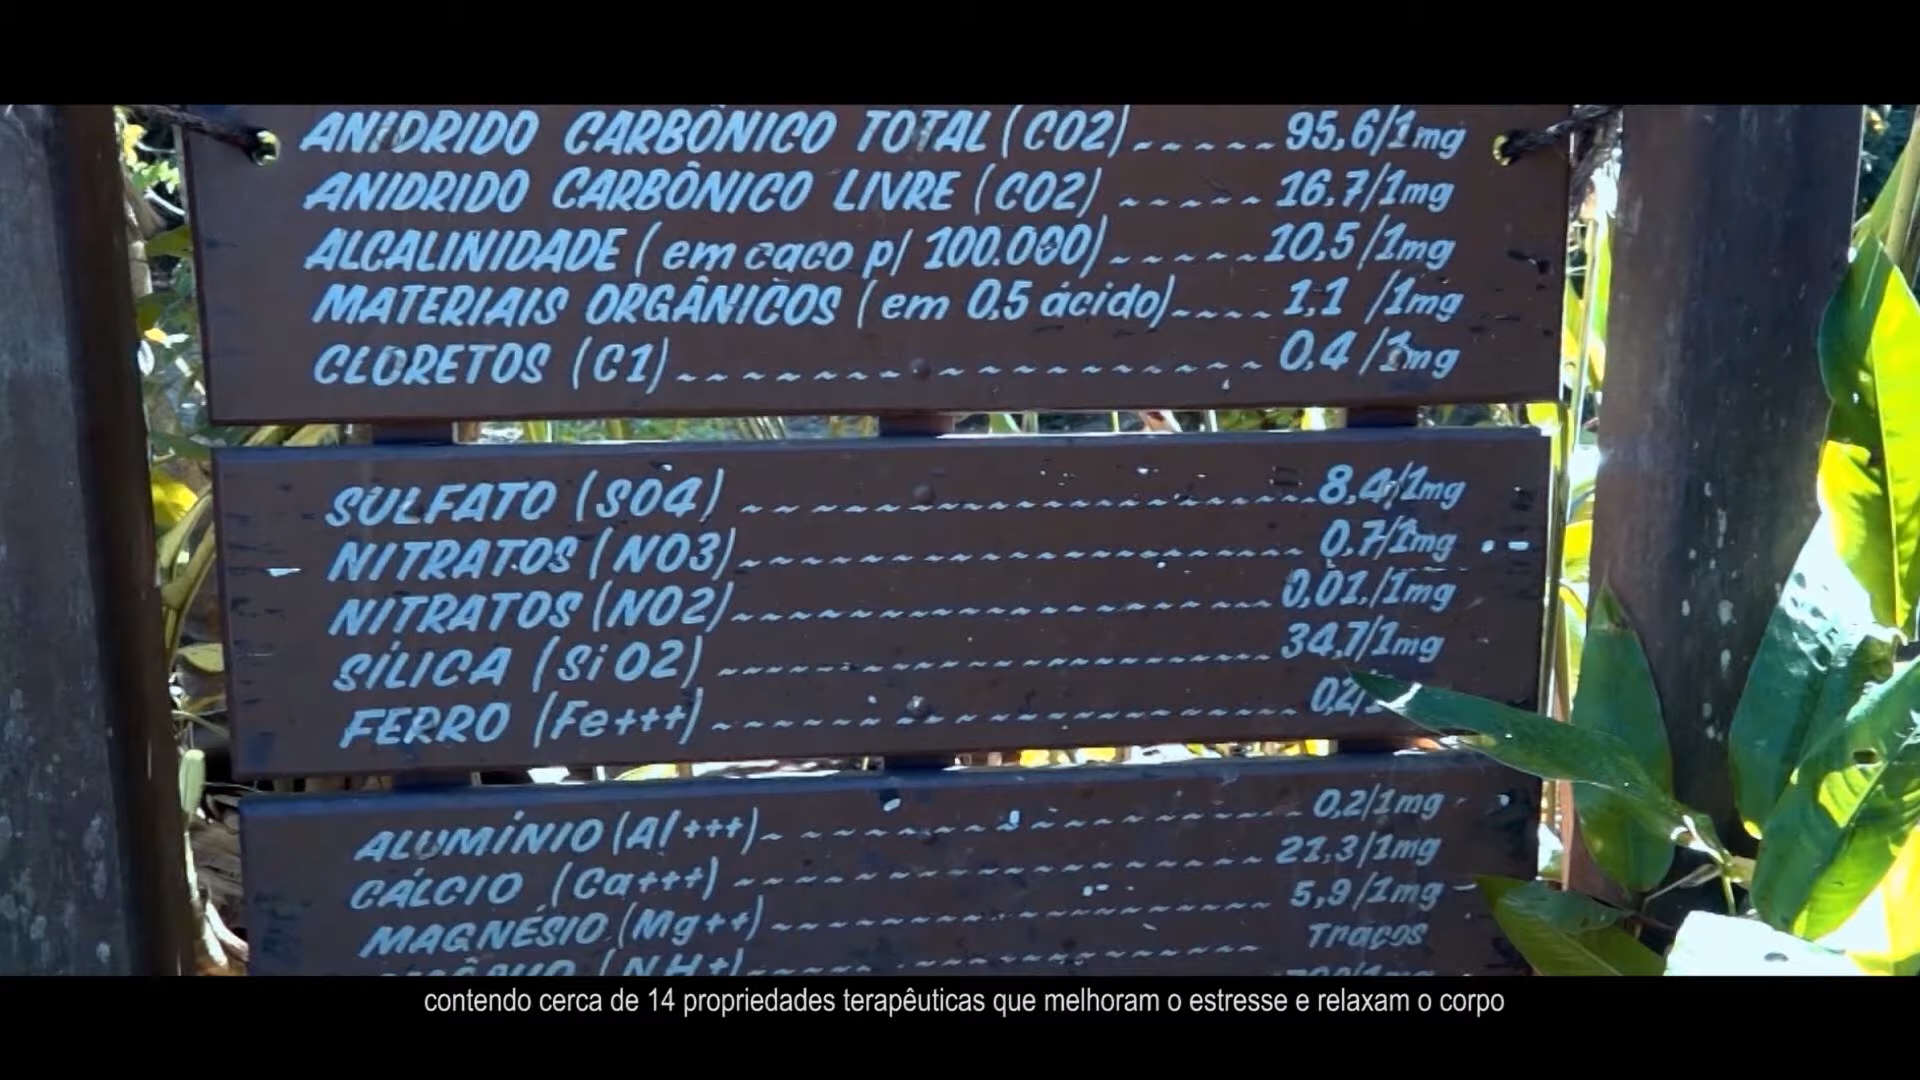 ANIDRIDO CARBÔNICO TOTAL (CO2)~~~~~95,6/1mg
ANIDRIDO CARBÔNICO LIVRE (CO2) ~~~~~16,7/1mg
ALCALINIDADE (em caco p/ 100.000)~~~~~10,5/1mg
MATERIAIS ORGÂNICOS (em 0,5 ácido)~~~~1,1 /1mg
CLORETOS (C1)~~~~~~~~~~0,4 /1mg
SULFATO (SO4) ~~~~~~~~~~8,4/1mg
NITRATOS (NO3)~~~~~~~~~~0,7/1mg
NITRATOS (NO2)~~~~~~~~~~0,01./1mg
SÍLICA (SiO2) ~~~~~~~~~~34,7/1mg
FERRO (Fe+++)~~~~~~~~~~0,2/
ALUMÍNIO (Al+++)~~~~~~~~~~0,2/1mg
CÁLCIO (Ca+++) ~~~~~~~~~~21,3/1mg
MAGNÉSIO (Mg++)~~~~~~~~~~5,9/1mg
(NH+)~~~~~~~~~~Traços
contendo cerca de 14 propriedades terapêuticas que melhoram o estresse e relaxam o corpo